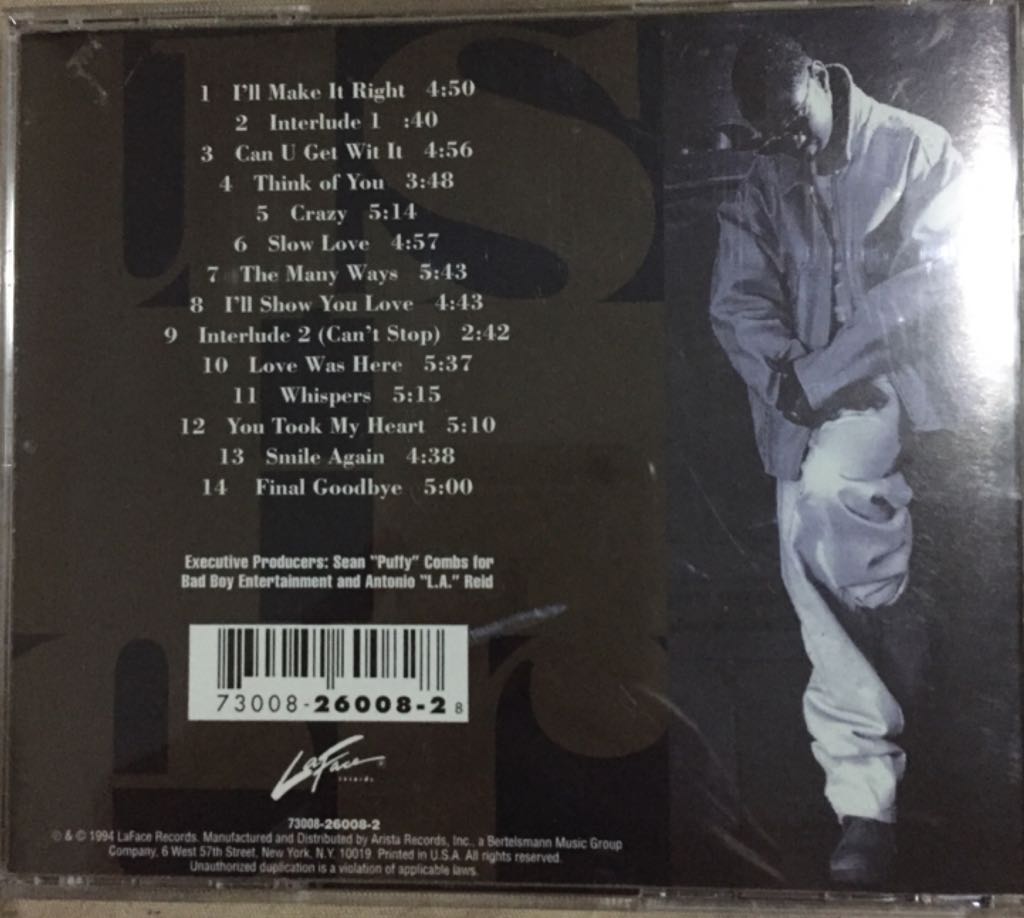 1 I'll Make It Right 4:50
2 Interlude 1 :40
3 Can U Get Wit It 4:56
4 Think of You 3:48
5 Crazy 5:14
6 Slow Love 4:57
7 The Many Ways 5:43
8 I'll Show You Love 4:43
9 Interlude 2 (Can't Stop) 2:42
10 Love Was Here 5:37
11 Whispers 5:15
12 You Took My Heart 5:10
13 Smile Again 4:38
14 Final Goodbye 5:00
Executive Producers: Sean "Puffy" Combs for
Bad Boy Entertainment and Antonio "L.A." Reid
73008-26008-2 8
LaFace
records
73008-26008-2
℗ & © 1994 LaFace Records. Manufactured and Distributed by Arista Records, Inc., a Bertelsmann Music Group
Company, 6 West 57th Street, New York, N.Y. 10019 Printed in U.S.A. All rights reserved.
Unauthorized duplication is a violation of applicable laws.